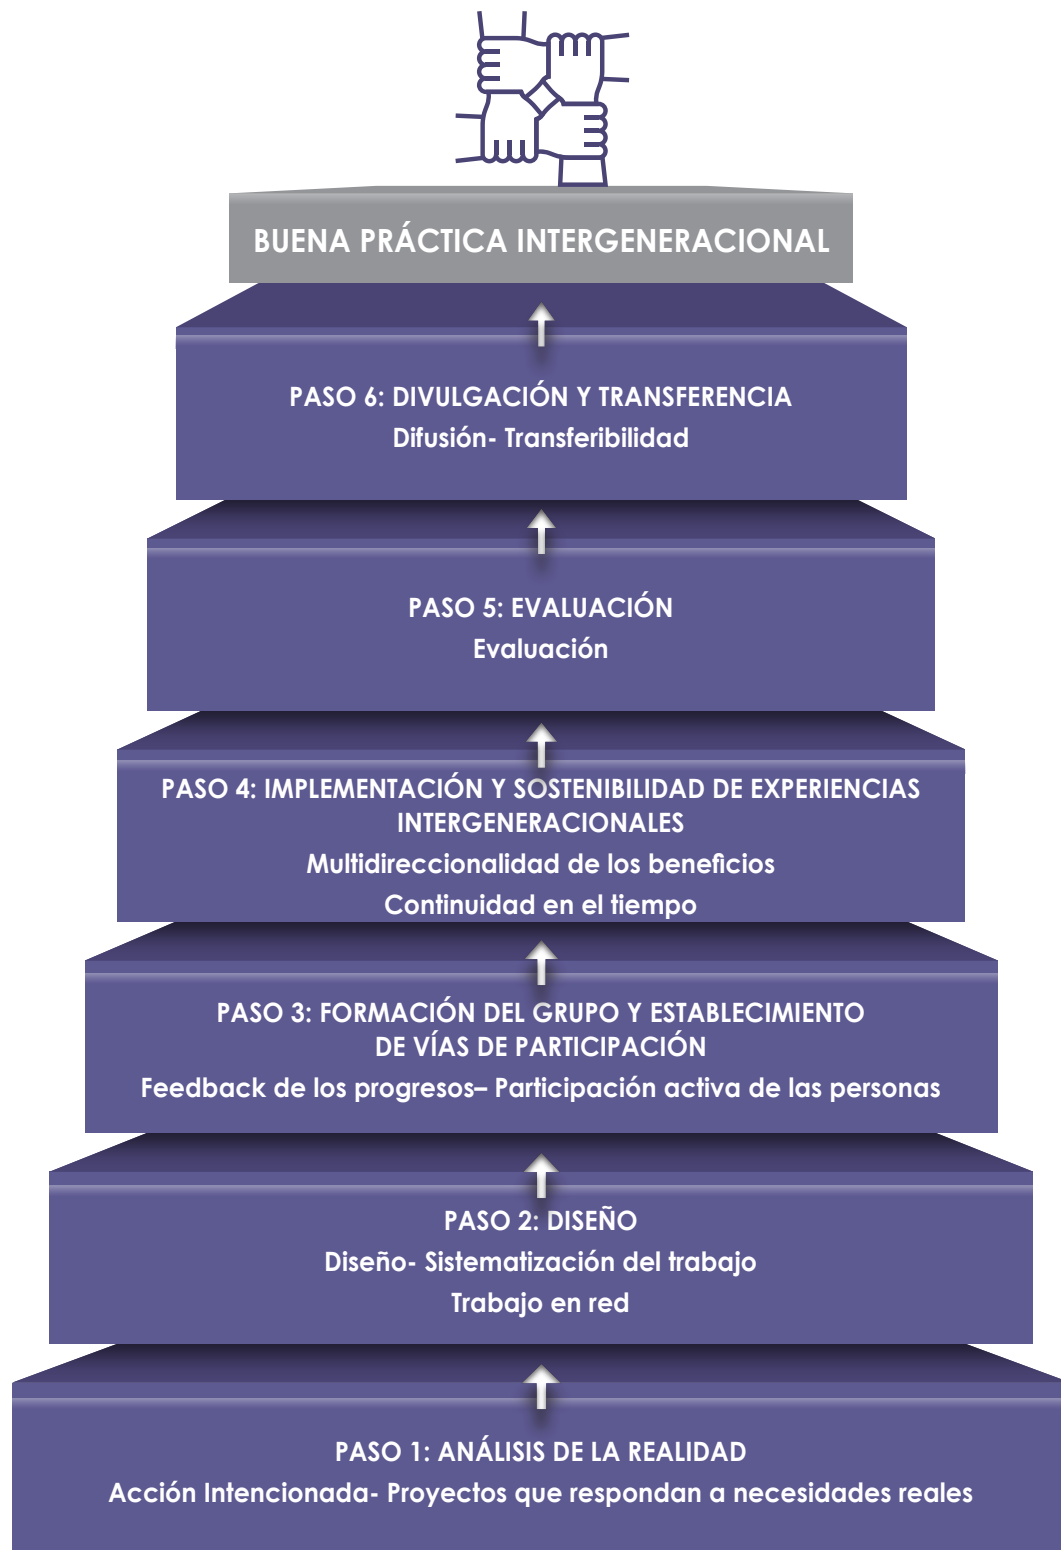 BUENA PRÁCTICA INTERGENERACIONAL
PASO 6: DIVULGACIÓN Y TRANSFERENCIA
Difusión- Transferibilidad
PASO 5: EVALUACIÓN
Evaluación
PASO 4: IMPLEMENTACIÓN Y SOSTENIBILIDAD DE EXPERIENCIAS
INTERGENERACIONALES
Multidireccionalidad de los beneficios
Continuidad en el tiempo
PASO 3: FORMACIÓN DEL GRUPO Y ESTABLECIMIENTO
DE VÍAS DE PARTICIPACIÓN
Feedback de los progresos– Participación activa de las personas
PASO 2: DISEÑO
Diseño- Sistematización del trabajo
Trabajo en red
PASO 1: ANÁLISIS DE LA REALIDAD
Acción Intencionada- Proyectos que respondan a necesidades reales